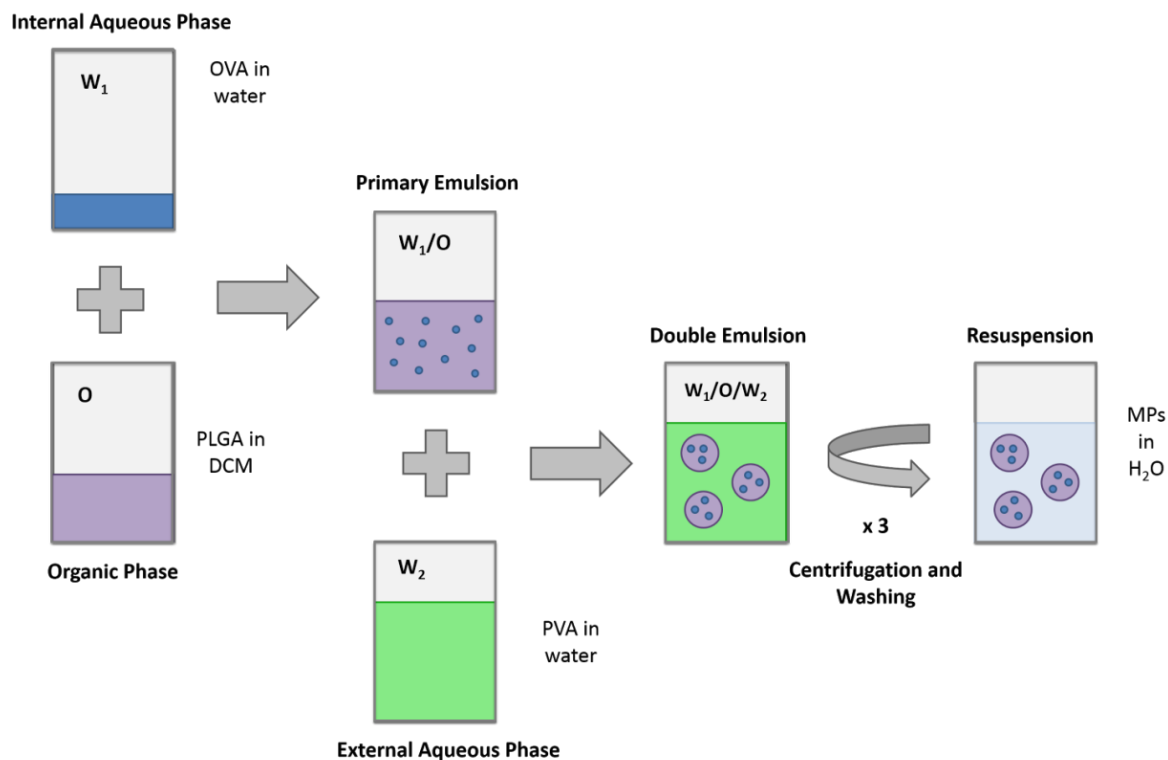 Internal Aqueous Phase
W₁
OVA in
water
O
PLGA in
DCM
Organic Phase
Primary Emulsion
W₁/O
W₂
PVA in
water
External Aqueous Phase
Double Emulsion
W₁/O/W₂
x 3
Centrifugation and
Washing
Resuspension
MPs
in
H₂O